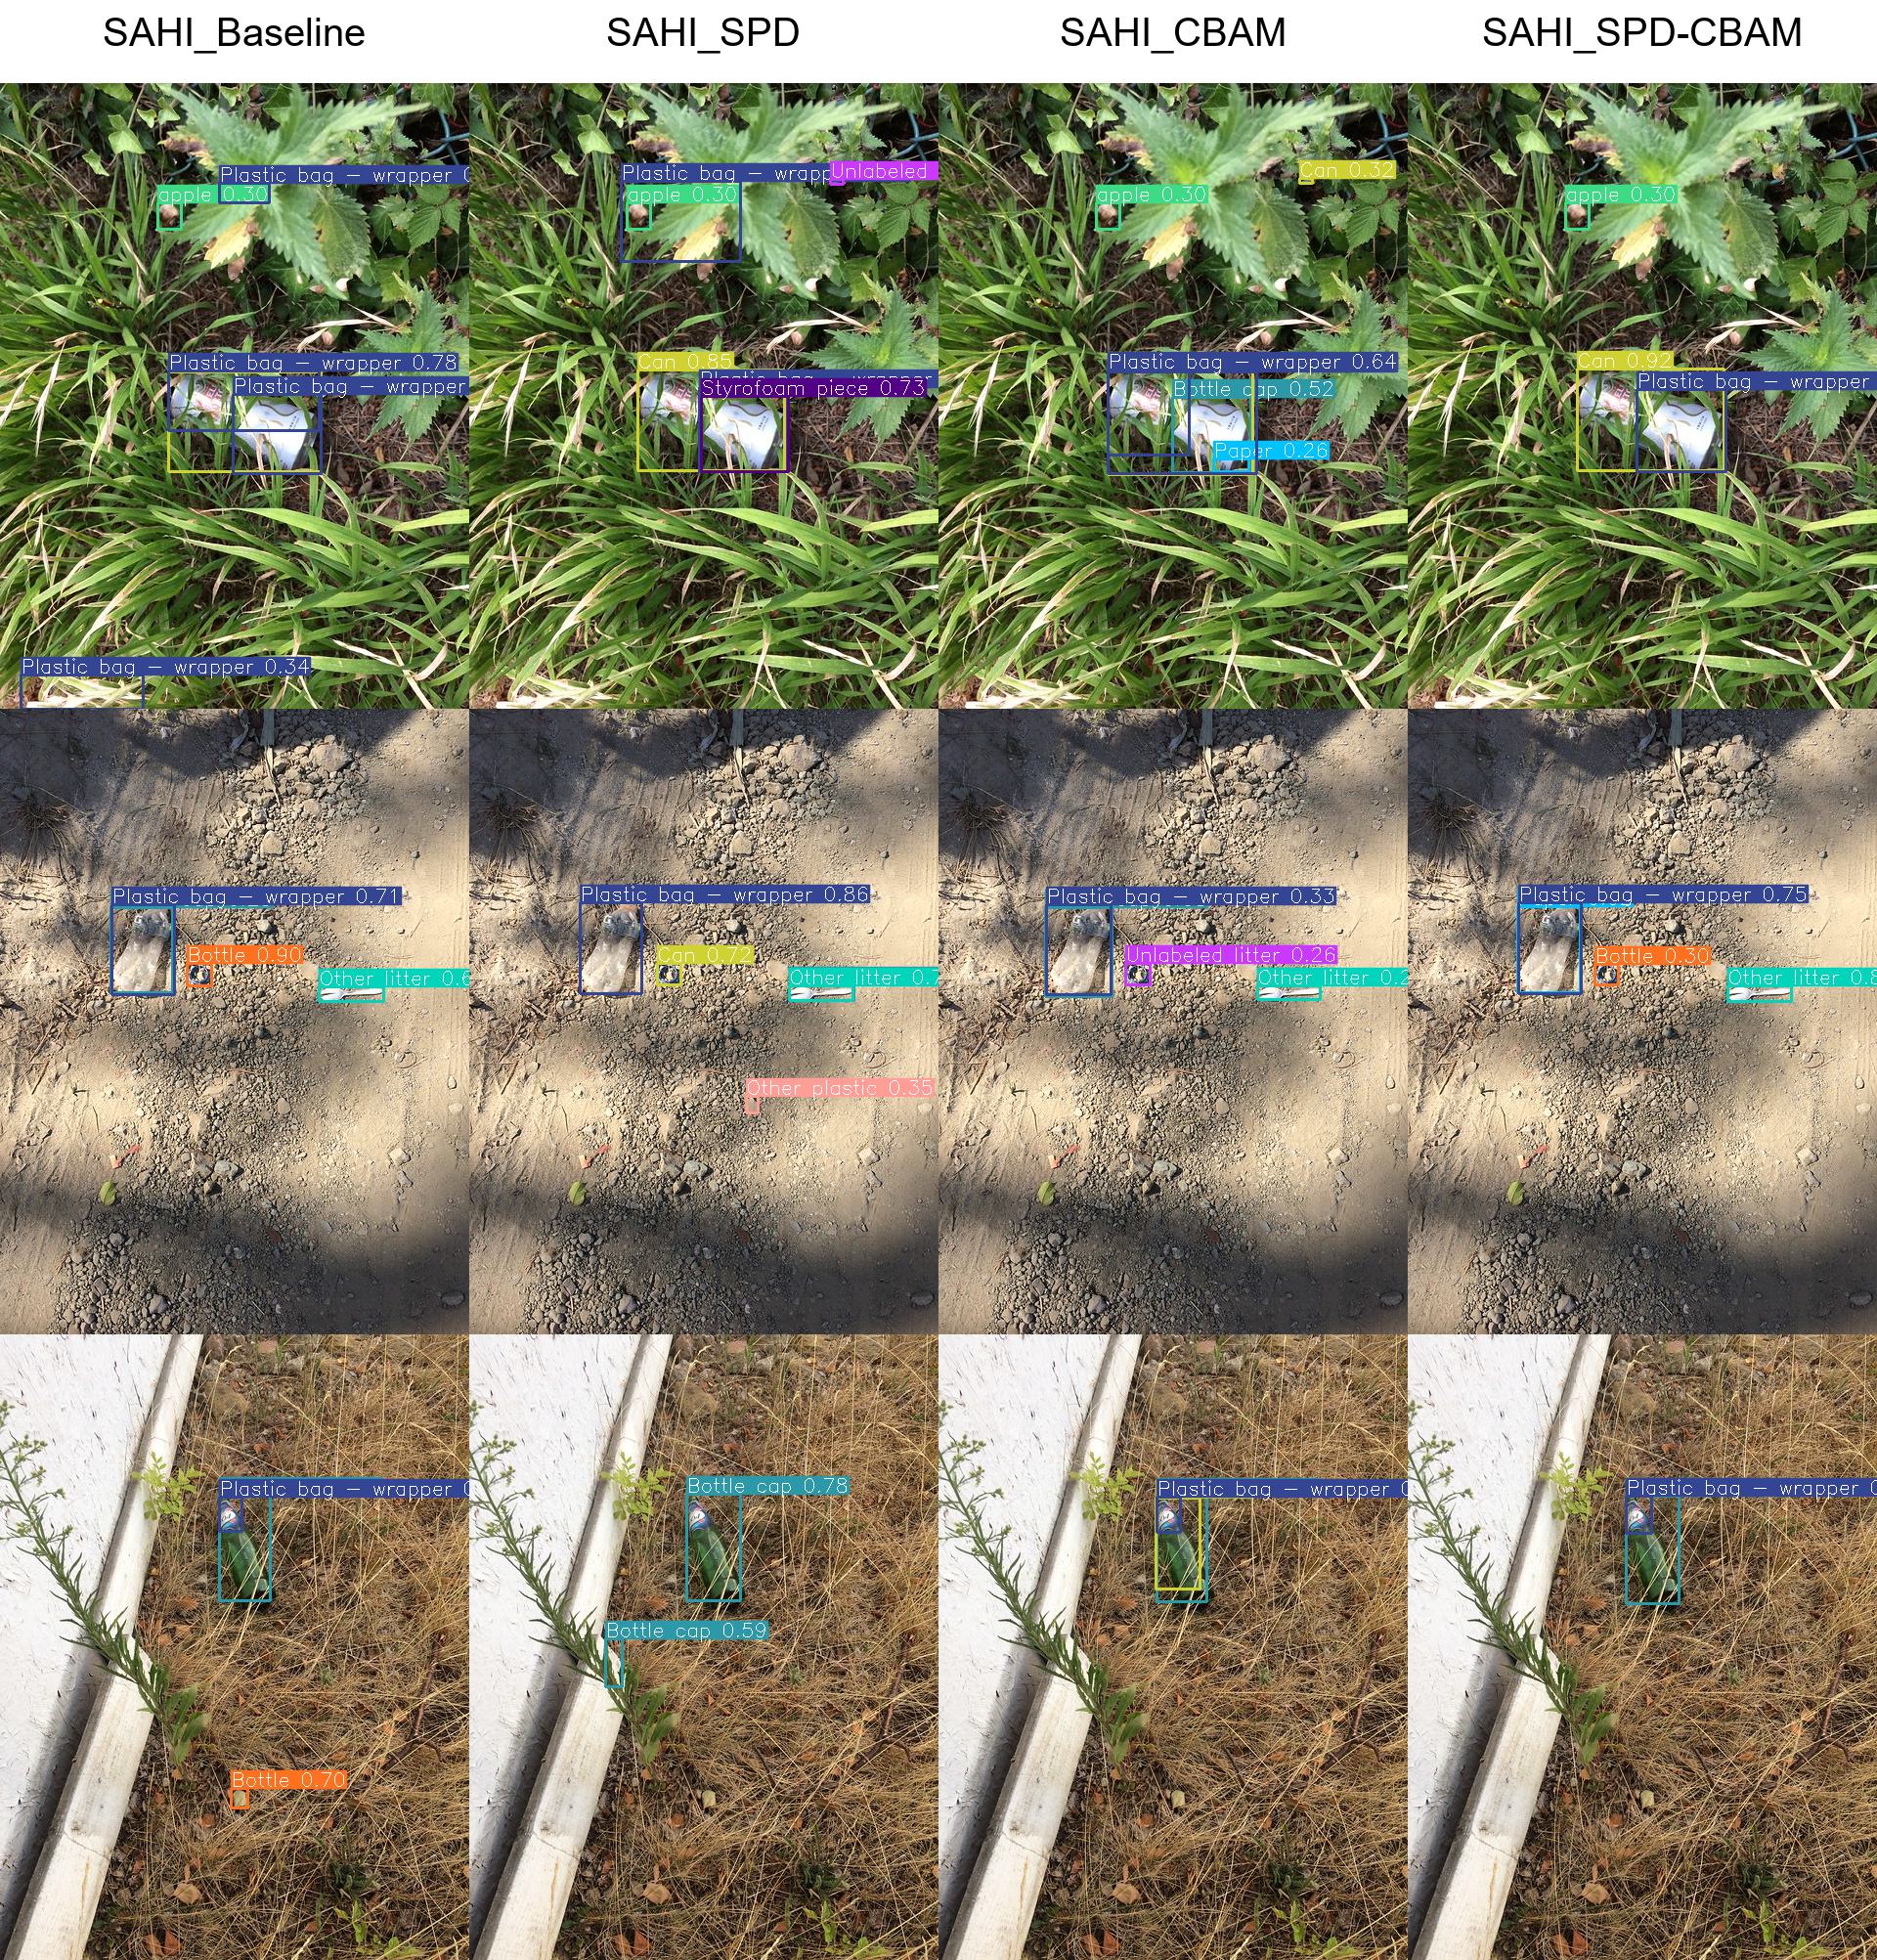 SAHI_Baseline SAHI_SPD SAHI_CBAM SAHI_SPD-CBAM
Plastic bag – wrapper
apple 0.30
Plastic bag – wrapper 0.78
Plastic bag – wrapper
Plastic bag – wrapper 0.34
Unlabeled
apple 0.30
Can 0.85
Styrofoam piece 0.73
Can 0.32
apple 0.30
Plastic bag – wrapper 0.64
Bottle cap 0.52
Paper 0.26
apple 0.30
Can 0.92
Plastic bag – wrapper
Plastic bag – wrapper 0.71
Bottle 0.90
Other litter
Plastic bag – wrapper 0.86
Can 0.72
Other litter
Other plastic 0.35
Plastic bag – wrapper 0.33
Unlabeled litter 0.26
Other litter
Plastic bag – wrapper 0.75
Bottle 0.30
Other litter
Plastic bag – wrapper
Bottle 0.70
Bottle cap 0.78
Bottle cap 0.59
Plastic bag – wrapper
Plastic bag – wrapper